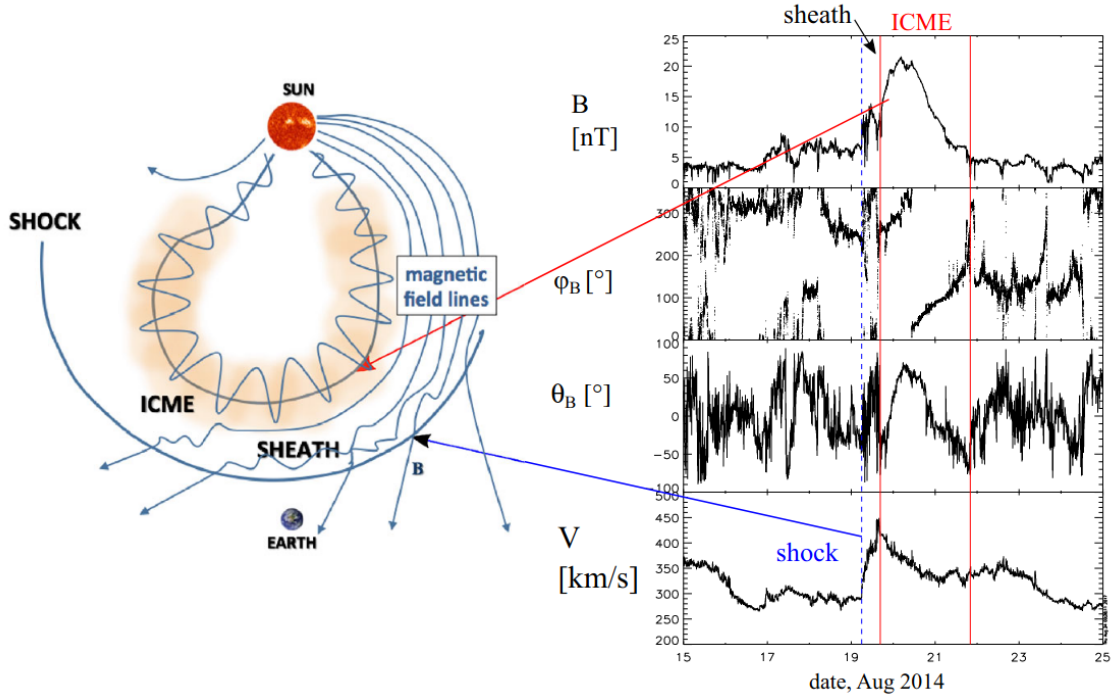 SUN
SHOCK
magnetic
field lines
ICME
SHEATH
B
EARTH
sheath
ICME
B
[nT]
25
20
15
10
5
0
φB [°]
300
200
100
0
θB [°]
100
50
0
−50
−100
V
[km/s]
shock
500
450
400
350
300
250
200
15 17 19 21 23 25
date, Aug 2014